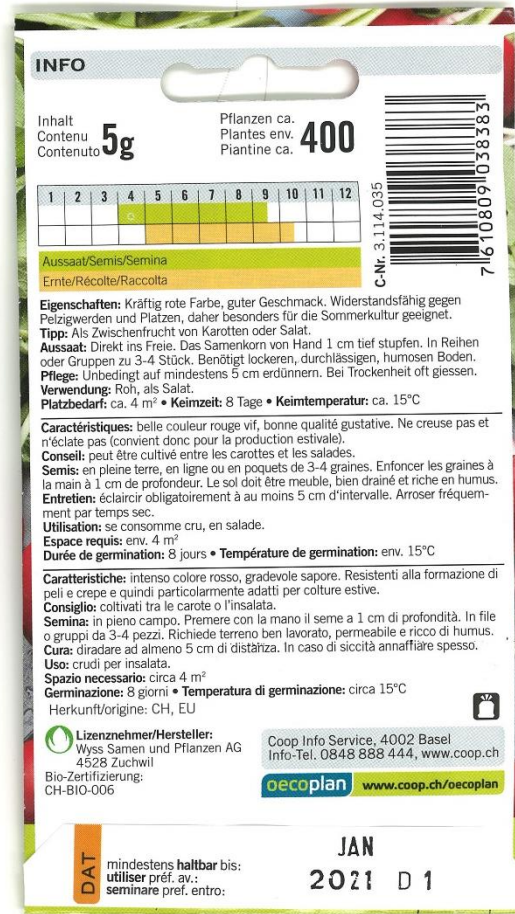 INFO
Inhalt
Contenu
Contenuto 5g
Pflanzen ca.
Plantes env.
Piantine ca. 400
C-Nr. 3.114.035
7 610809 038383
1 2 3 4 5 6 7 8 9 10 11 12
Aussaat/Semis/Semina
Ernte/Récolte/Raccolta
Eigenschaften: Kräftig rote Farbe, guter Geschmack. Widerstandsfähig gegen
Pelzigwerden und Platzen, daher besonders für die Sommerkultur geeignet.
Tipp: Als Zwischenfrucht von Karotten oder Salat.
Aussaat: Direkt ins Freie. Das Samenkorn von Hand 1 cm tief stupfen. In Reihen
oder Gruppen zu 3-4 Stück. Benötigt lockeren, durchlässigen, humosen Boden.
Pflege: Unbedingt auf mindestens 5 cm erdünnern. Bei Trockenheit oft giessen.
Verwendung: Roh, als Salat.
Platzbedarf: ca. 4 m² • Keimzeit: 8 Tage • Keimtemperatur: ca. 15°C
Caractéristiques: belle couleur rouge vif, bonne qualité gustative. Ne creuse pas et
n'éclate pas (convient donc pour la production estivale).
Conseil: peut être cultivé entre les carottes et les salades.
Semis: en pleine terre, en ligne ou en poquets de 3-4 graines. Enfoncer les graines à
la main à 1 cm de profondeur. Le sol doit être meuble, bien drainé et riche en humus.
Entretien: éclaircir obligatoirement à au moins 5 cm d'intervalle. Arroser fréquem-
ment par temps sec.
Utilisation: se consomme cru, en salade.
Espace requis: env. 4 m²
Durée de germination: 8 jours • Température de germination: env. 15°C
Caratteristiche: intenso colore rosso, gradevole sapore. Resistenti alla formazione di
peli e crepe e quindi particolarmente adatti per colture estive.
Consiglio: coltivati tra le carote o l'insalata.
Semina: in pieno campo. Premere con la mano il seme a 1 cm di profondità. In file
o gruppi da 3-4 pezzi. Richiede terreno ben lavorato, permeabile e ricco di humus.
Cura: diradare ad almeno 5 cm di distanza. In caso di siccità annaffiare spesso.
Uso: crudi per insalata.
Spazio necessario: circa 4 m²
Germinazione: 8 giorni • Temperatura di germinazione: circa 15°C
Herkunft/origine: CH, EU
Lizenznehmer/Hersteller:
Wyss Samen und Pflanzen AG
4528 Zuchwil
Bio-Zertifizierung:
CH-BIO-006
Coop Info Service, 4002 Basel
Info-Tel. 0848 888 444, www.coop.ch
oecoplan www.coop.ch/oecoplan
DAT
mindestens haltbar bis:
utiliser préf. av.:
seminare pref. entro:
JAN
2021 D 1